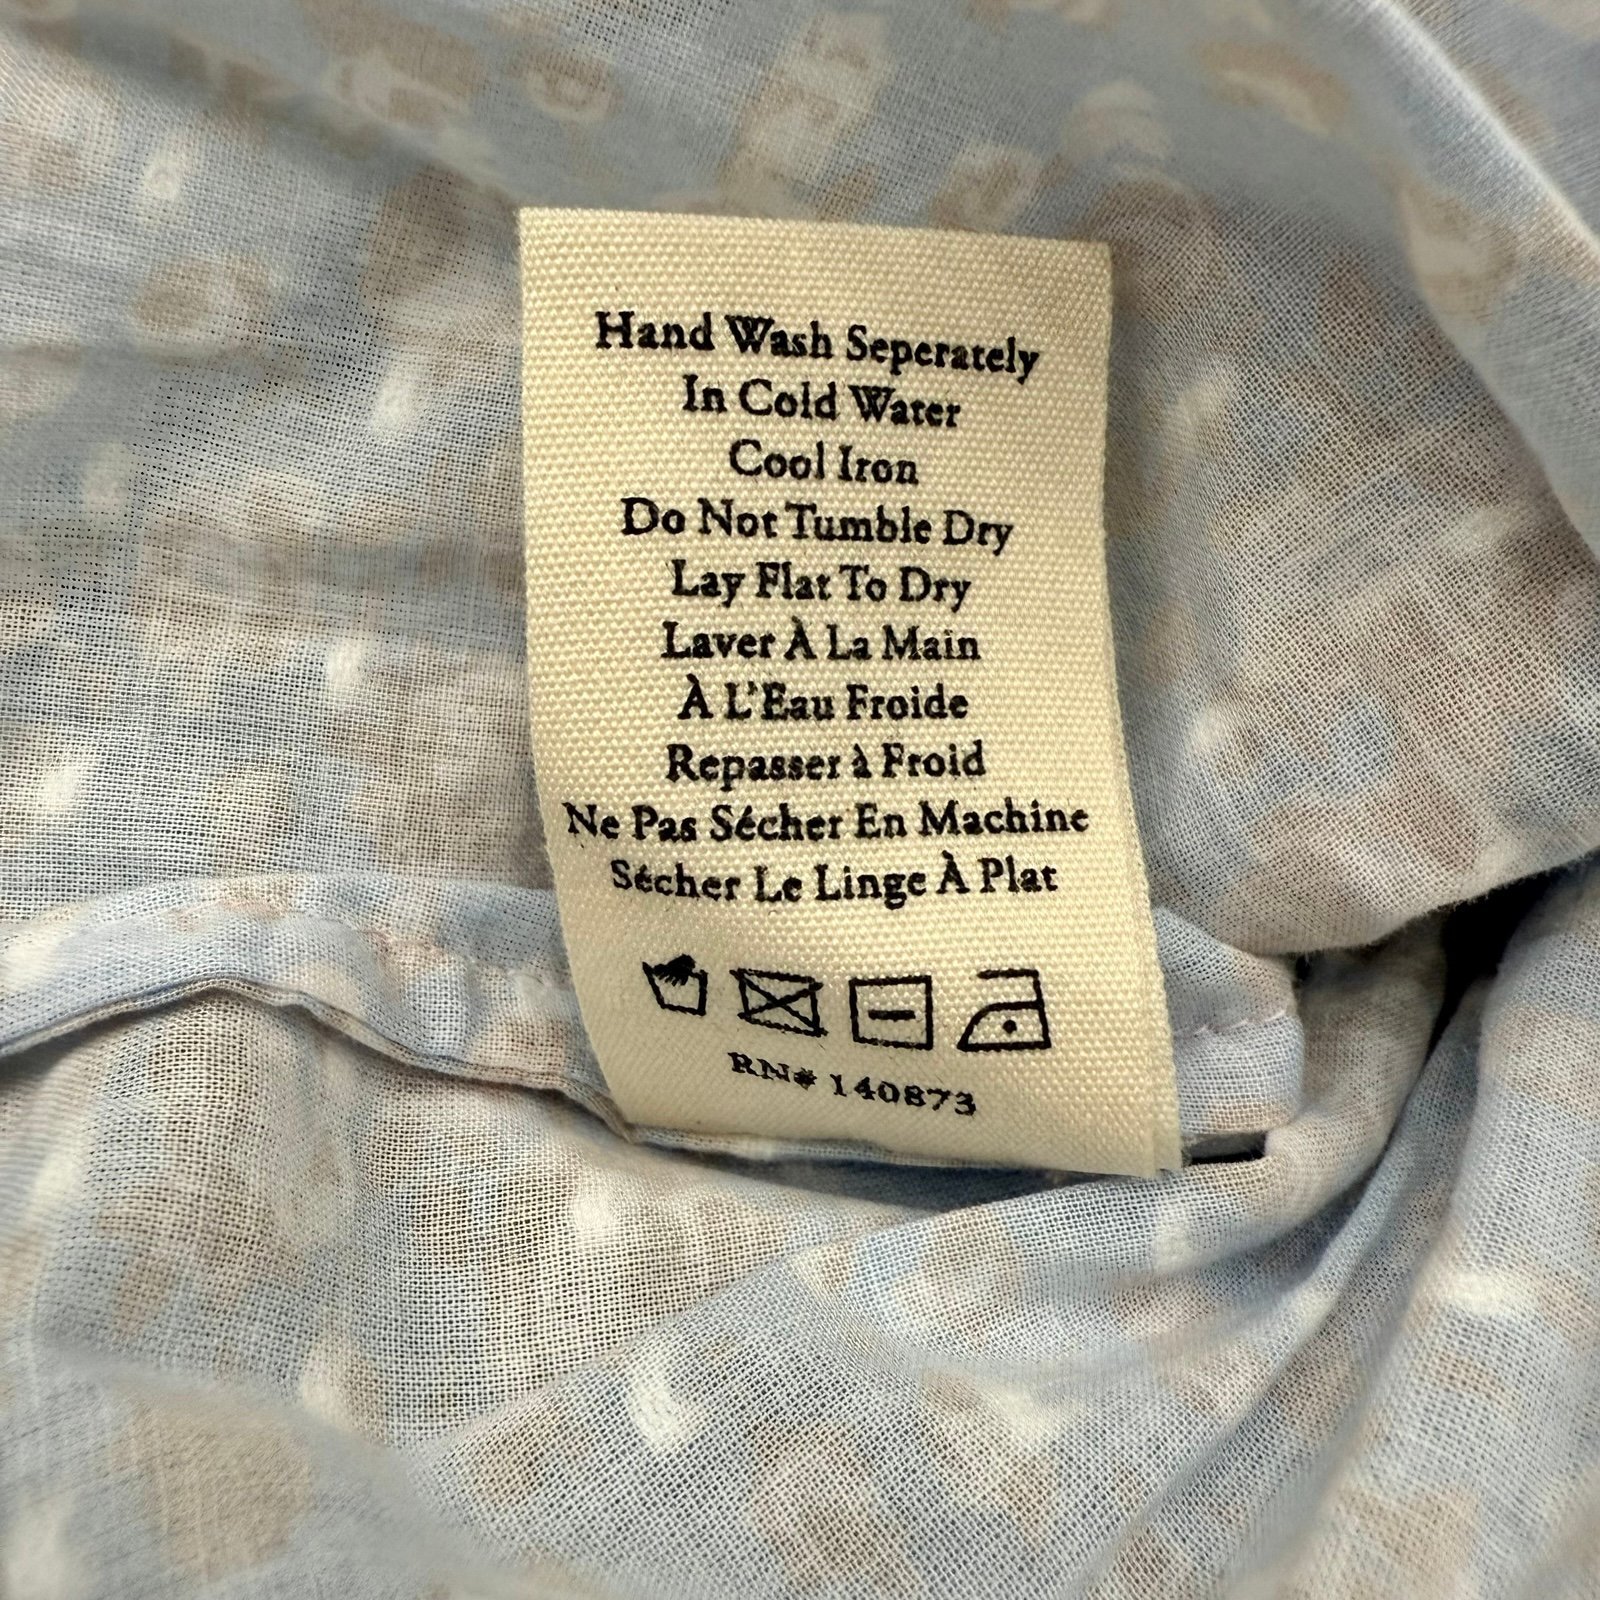 Hand Wash Seperately
In Cold Water
Cool Iron
Do Not Tumble Dry
Lay Flat To Dry
Laver À La Main
À L'Eau Froide
Repasser à Froid
Ne Pas Sécher En Machine
Sécher Le Linge À Plat
RN# 140873